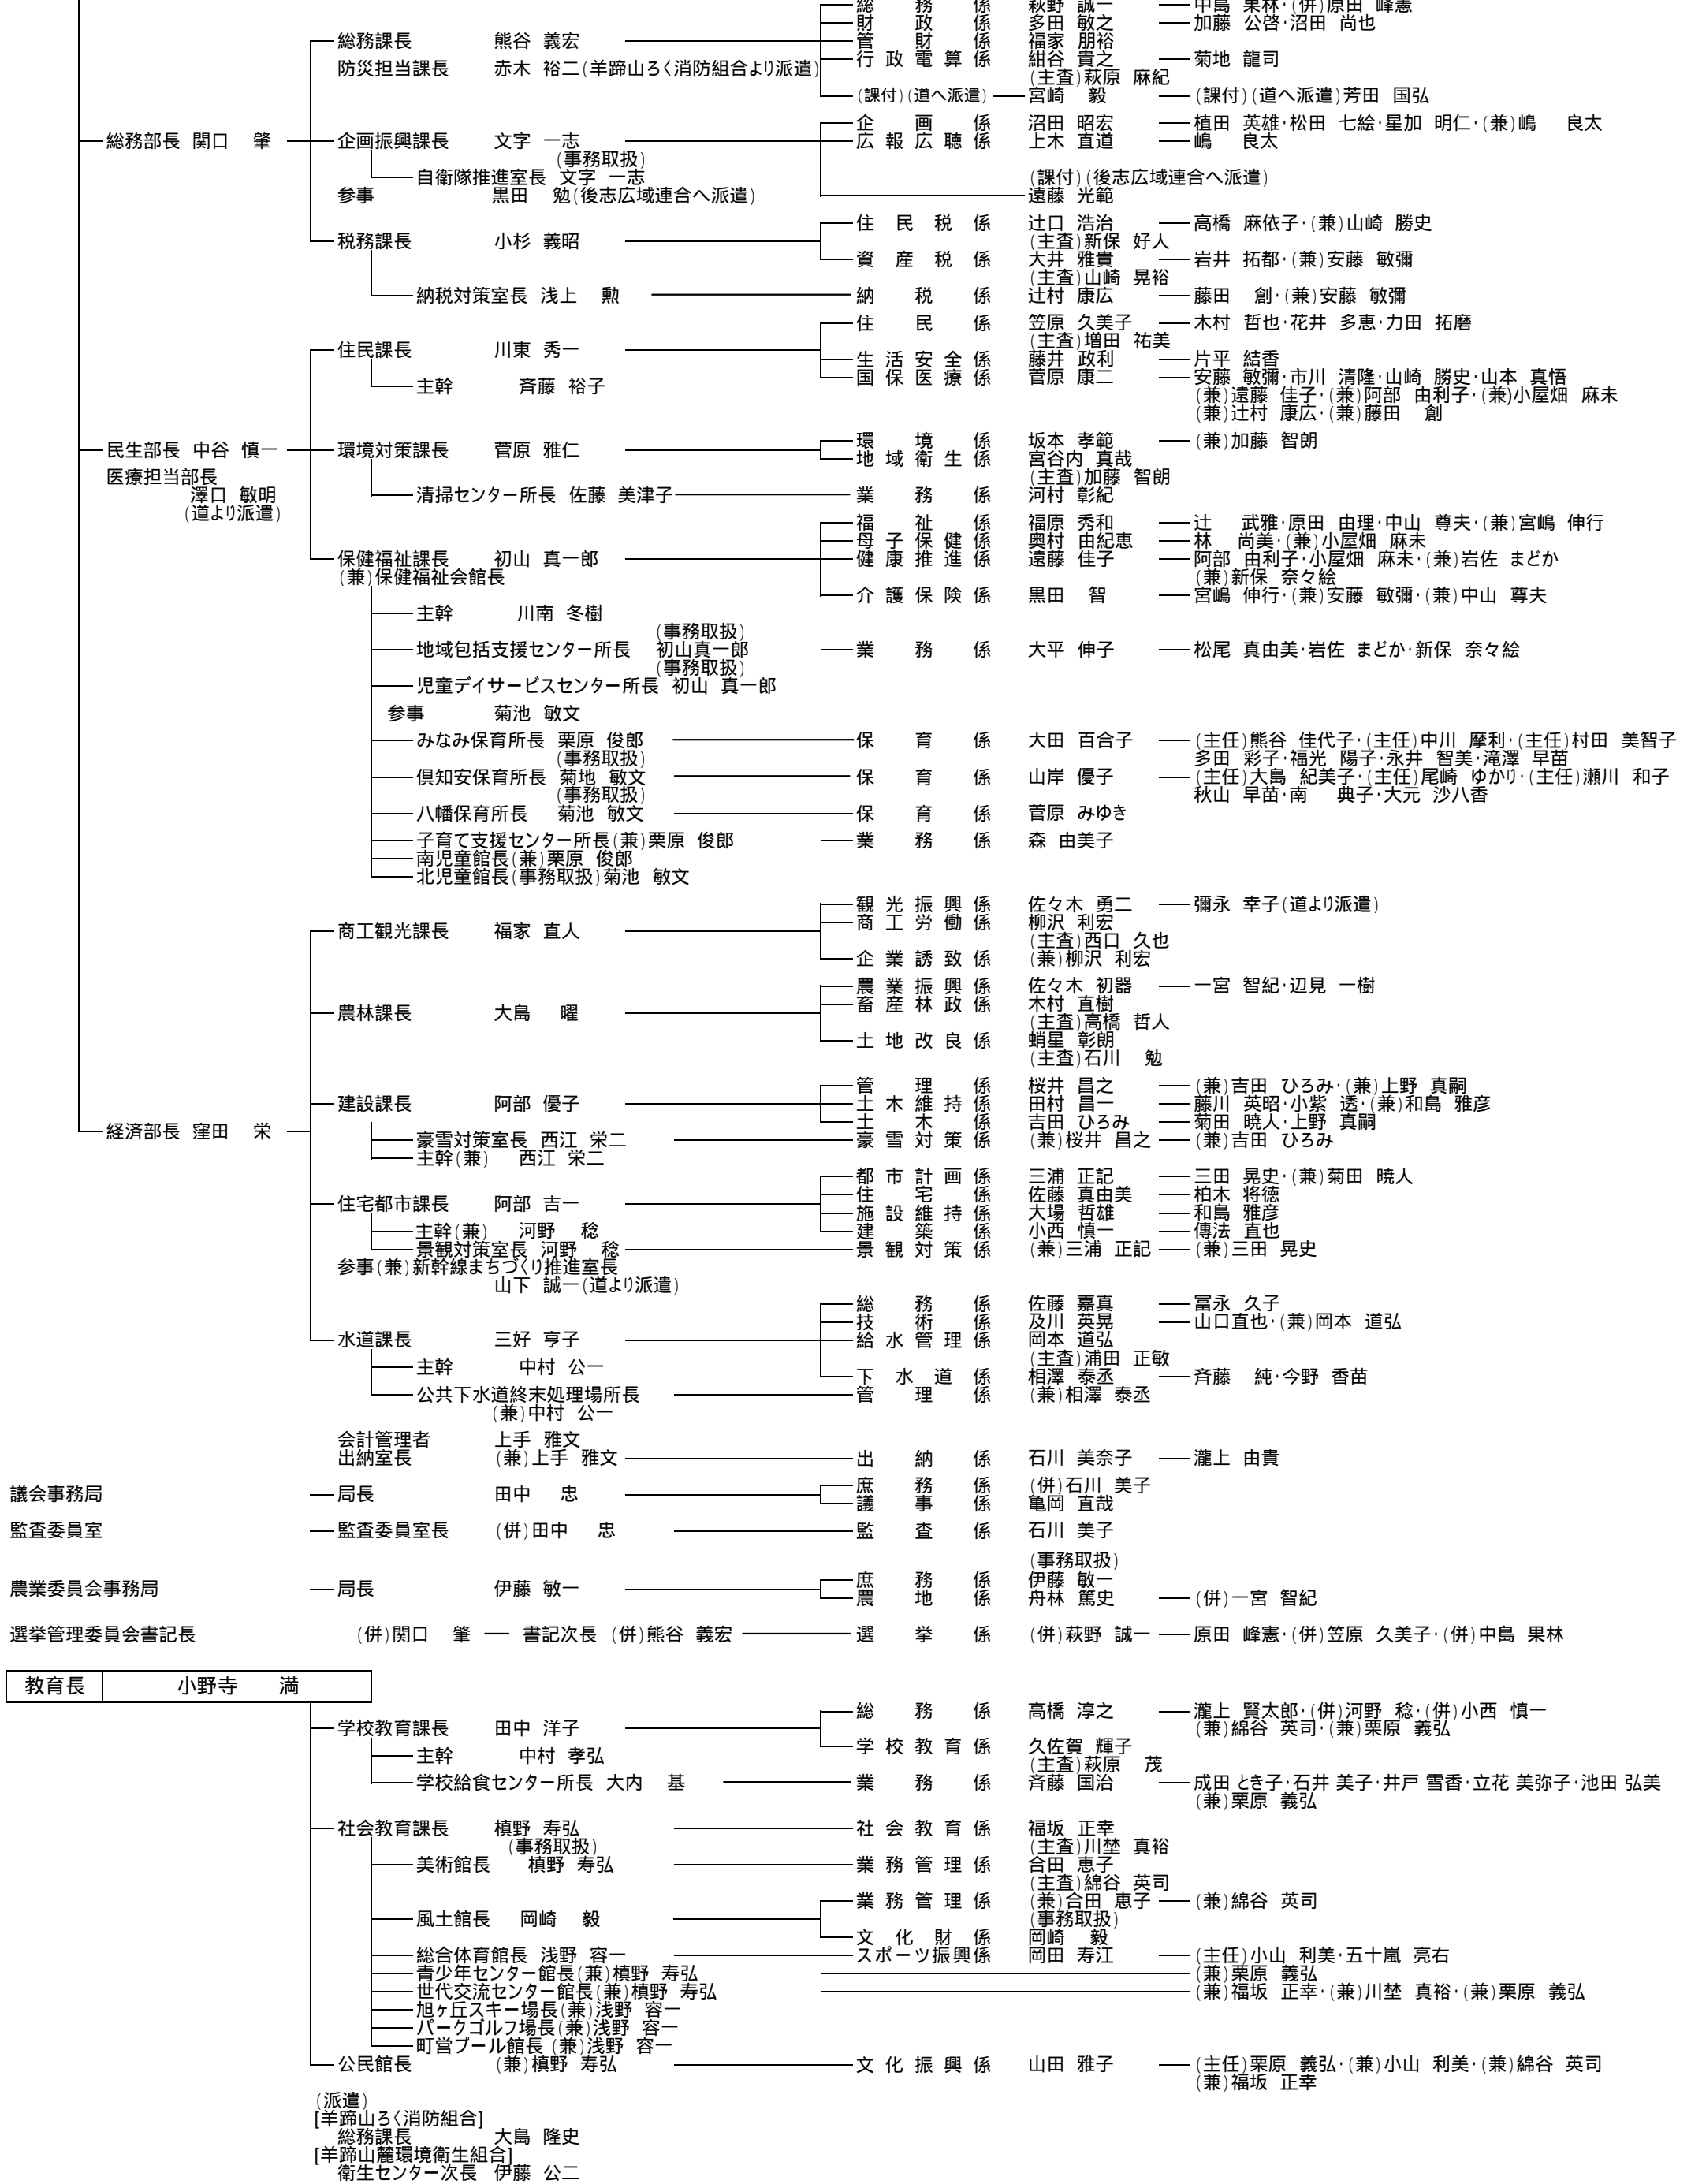 総務係 萩野 誠一 中島 果林・(併)原田 峰憲
財政係 多田 敏之 加藤 公啓・沼田 尚也
総務課長 熊谷 義宏 管財係 福家 朋裕
行政電算係 紺谷 貴之 菊地 龍司
防災担当課長 赤木 裕二(羊蹄山ろく消防組合より派遣)
(主査)萩原 麻紀
(課付)(道へ派遣) 宮崎 毅 (課付)(道へ派遣)芳田 国弘
企画係 沼田 昭宏 植田 英雄・松田 七絵・星加 明仁・(兼)嶋 良太
総務部長 関口 肇 企画振興課長 文字 一志 広報広聴係 上木 直道 嶋 良太
(事務取扱)
自衛隊推進室長 文字 一志 (課付)(後志広域連合へ派遣)
参事 黒田 勉(後志広域連合へ派遣) 遠藤 光範
住民税係 辻口 浩治 高橋 麻依子・(兼)山崎 勝史
税務課長 小杉 義昭 (主査)新保 好人
資産税係 大井 雅貴 岩井 拓都・(兼)安藤 敏彌
(主査)山崎 晃裕
納税対策室長 浅上 勲 納税係 辻村 康広 藤田 創・(兼)安藤 敏彌
住民係 笠原 久美子 木村 哲也・花井 多恵・力田 拓磨
(主査)増田 祐美
住民課長 川東 秀一
生活安全係 藤井 政利 片平 結香
国保医療係 菅原 康二 安藤 敏彌・市川 清隆・山崎 勝史・山本 真悟
主幹 斉藤 裕子
(兼)遠藤 佳子・(兼)阿部 由利子・(兼)小屋畑 麻未
(兼)辻村 康広・(兼)藤田 創
環境係 坂本 孝範 (兼)加藤 智朗
民生部長 中谷 慎一 環境対策課長 菅原 雅仁
地域衛生係 宮谷内 真哉
医療担当部長 (主査)加藤 智朗
澤口 敏明 清掃センター所長 佐藤 美津子 業務係 河村 彰紀
(道より派遣)
福祉係 福原 秀和 辻 武雅・原田 由理・中山 尊夫・(兼)宮嶋 伸行
母子保健係 奥村 由紀恵 林 尚美・(兼)小屋畑 麻未
保健福祉課長 初山 真一郎 健康推進係 遠藤 佳子 阿部 由利子・小屋畑 麻未・(兼)岩佐 まどか
(兼)保健福祉会館長 (兼)新保 奈々絵
介護保険係 黒田 智 宮嶋 伸行・(兼)安藤 敏彌・(兼)中山 尊夫
主幹 川南 冬樹
(事務取扱)
地域包括支援センター所長 初山真一郎 業務係 大平 伸子 松尾 真由美・岩佐 まどか・新保 奈々絵
(事務取扱)
児童デイサービスセンター所長 初山 真一郎
参事 菊池 敏文
みなみ保育所長 栗原 俊郎 保育係 大田 百合子 (主任)熊谷 佳代子・(主任)中川 摩利・(主任)村田 美智子
(事務取扱) 多田 彩子・福光 陽子・永井 智美・滝澤 早苗
倶知安保育所長 菊地 敏文 保育係 山岸 優子 (主任)大島 紀美子・(主任)尾崎 ゆかり・(主任)瀬川 和子
(事務取扱) 秋山 早苗・南 典子・大元 沙八香
八幡保育所長 菊池 敏文 保育係 菅原 みゆき
子育て支援センター所長(兼)栗原 俊郎 業務係 森 由美子
南児童館長(兼)栗原 俊郎
北児童館長(事務取扱)菊池 敏文
観光振興係 佐々木 勇二 彌永 幸子(道より派遣)
商工労働係 柳沢 利宏
商工観光課長 福家 直人
(主査)西口 久也
企業誘致係 (兼)柳沢 利宏
農業振興係 佐々木 初器 一宮 智紀・辺見 一樹
畜産林政係 木村 直樹
農林課長 大島 曜
(主査)高橋 哲人
土地改良係 蛸星 彰朗
(主査)石川 勉
管理係 桜井 昌之 (兼)吉田 ひろみ・(兼)上野 真嗣
建設課長 阿部 優子 土木維持係 田村 昌一 藤川 英昭・小紫 透・(兼)和島 雅彦
土木係 吉田 ひろみ 菊田 暁人・上野 真嗣
経済部長 窪田 栄
豪雪対策室長 西江 栄二 豪雪対策係 (兼)桜井 昌之 (兼)吉田 ひろみ
主幹(兼) 西江 栄二
都市計画係 三浦 正記 三田 晃史・(兼)菊田 暁人
住宅係 佐藤 真由美 柏木 将徳
住宅都市課長 阿部 吉一
施設維持係 大場 哲雄 和島 雅彦
主幹(兼) 河野 稔 建築係 小西 慎一 傳法 直也
景観対策室長 河野 稔 景観対策係 (兼)三浦 正記 (兼)三田 晃史
参事(兼)新幹線まちづくり推進室長
山下 誠一(道より派遣)
総務係 佐藤 嘉真 冨永 久子
技術係 及川 英晃 山口直也・(兼)岡本 道弘
水道課長 三好 亨子 給水管理係 岡本 道弘
(主査)浦田 正敏
主幹 中村 公一
下水道係 相澤 泰丞 斉藤 純・今野 香苗
公共下水道終末処理場所長 管理係 (兼)相澤 泰丞
(兼)中村 公一
会計管理者 上手 雅文
出納室長 (兼)上手 雅文 出納係 石川 美奈子 瀧上 由貴
庶務係 (併)石川 美子
議会事務局 局長 田中 忠
議事係 亀岡 直哉
監査委員室 監査委員室長 (併)田中 忠 監査係 石川 美子
(事務取扱)
庶務係 伊藤 敏一
農業委員会事務局 局長 伊藤 敏一
農地係 舟林 篤史 (併)一宮 智紀
選挙管理委員会書記長 (併)関口 肇 書記次長 (併)熊谷 義宏 選挙係 (併)萩野 誠一 原田 峰憲・(併)笠原 久美子・(併)中島 果林
教育長 小野寺 満
総務係 高橋 淳之 瀧上 賢太郎・(併)河野 稔・(併)小西 慎一
学校教育課長 田中 洋子 (兼)綿谷 英司・(兼)栗原 義弘
学校教育係 久佐賀 輝子
主幹 中村 孝弘
(主査)萩原 茂
学校給食センター所長 大内 基 業務係 斉藤 国治 成田 とき子・石井 美子・井戸 雪香・立花 美弥子・池田 弘美
(兼)栗原 義弘
社会教育課長 槙野 寿弘 社会教育係 福坂 正幸
(事務取扱) (主査)川埜 真裕
美術館長 槙野 寿弘 業務管理係 合田 恵子
(主査)綿谷 英司
業務管理係 (兼)合田 恵子 (兼)綿谷 英司
風土館長 岡崎 毅 (事務取扱)
文化財係 岡崎 毅
総合体育館長 浅野 容一 スポーツ振興係 岡田 寿江 (主任)小山 利美・五十嵐 亮右
青少年センター館長(兼)槙野 寿弘 (兼)栗原 義弘
世代交流センター館長(兼)槙野 寿弘 (兼)福坂 正幸・(兼)川埜 真裕・(兼)栗原 義弘
旭ヶ丘スキー場長(兼)浅野 容一
パークゴルフ場長(兼)浅野 容一
町営プール館長(兼)浅野 容一
公民館長 (兼)槙野 寿弘 文化振興係 山田 雅子 (主任)栗原 義弘・(兼)小山 利美・(兼)綿谷 英司
(兼)福坂 正幸
(派遣)
[羊蹄山ろく消防組合]
総務課長 大島 隆史
[羊蹄山麓環境衛生組合]
衛生センター次長 伊藤 公二